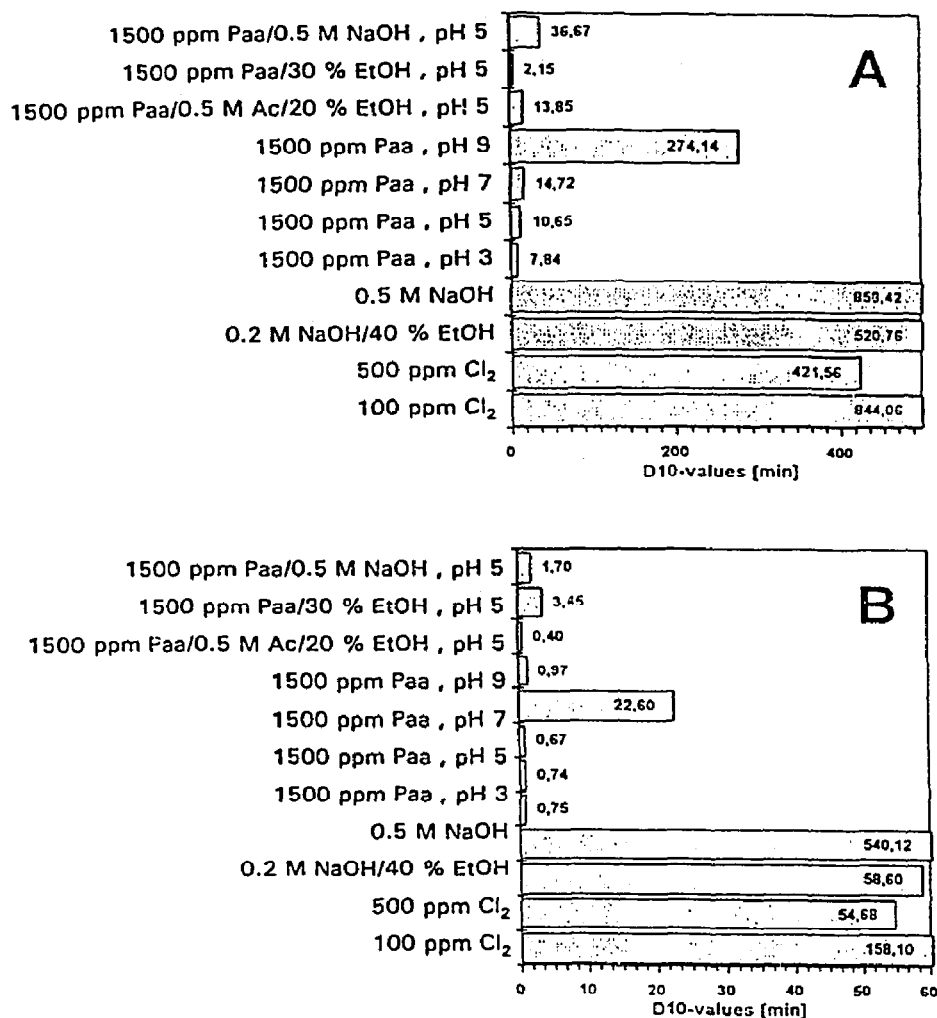 A
1500 ppm Paa/0.5 M NaOH , pH 5 36,67
1500 ppm Paa/30 % EtOH , pH 5 2,15
1500 ppm Paa/0.5 M Ac/20 % EtOH , pH 5 13,85
1500 ppm Paa , pH 9 274,14
1500 ppm Paa , pH 7 14,72
1500 ppm Paa , pH 5 10,65
1500 ppm Paa , pH 3 7,84
0.5 M NaOH
0.2 M NaOH/40 % EtOH 520,76
500 ppm Cl₂ 421,56
100 ppm Cl₂ 844,06
0 200 400
D10-values [min]
B
1500 ppm Paa/0.5 M NaOH , pH 5 1,70
1500 ppm Paa/30 % EtOH , pH 5
1500 ppm Paa/0.5 M Ac/20 % EtOH , pH 5 0,40
1500 ppm Paa , pH 9 0,97
1500 ppm Paa , pH 7 22,60
1500 ppm Paa , pH 5 0,67
0,74
1500 ppm Paa , pH 3 0,75
0.5 M NaOH 540,12
0.2 M NaOH/40 % EtOH 58,60
500 ppm Cl₂ 54,68
100 ppm Cl₂ 158,10
0 10 20 30 40 50 60
D10-values [min]